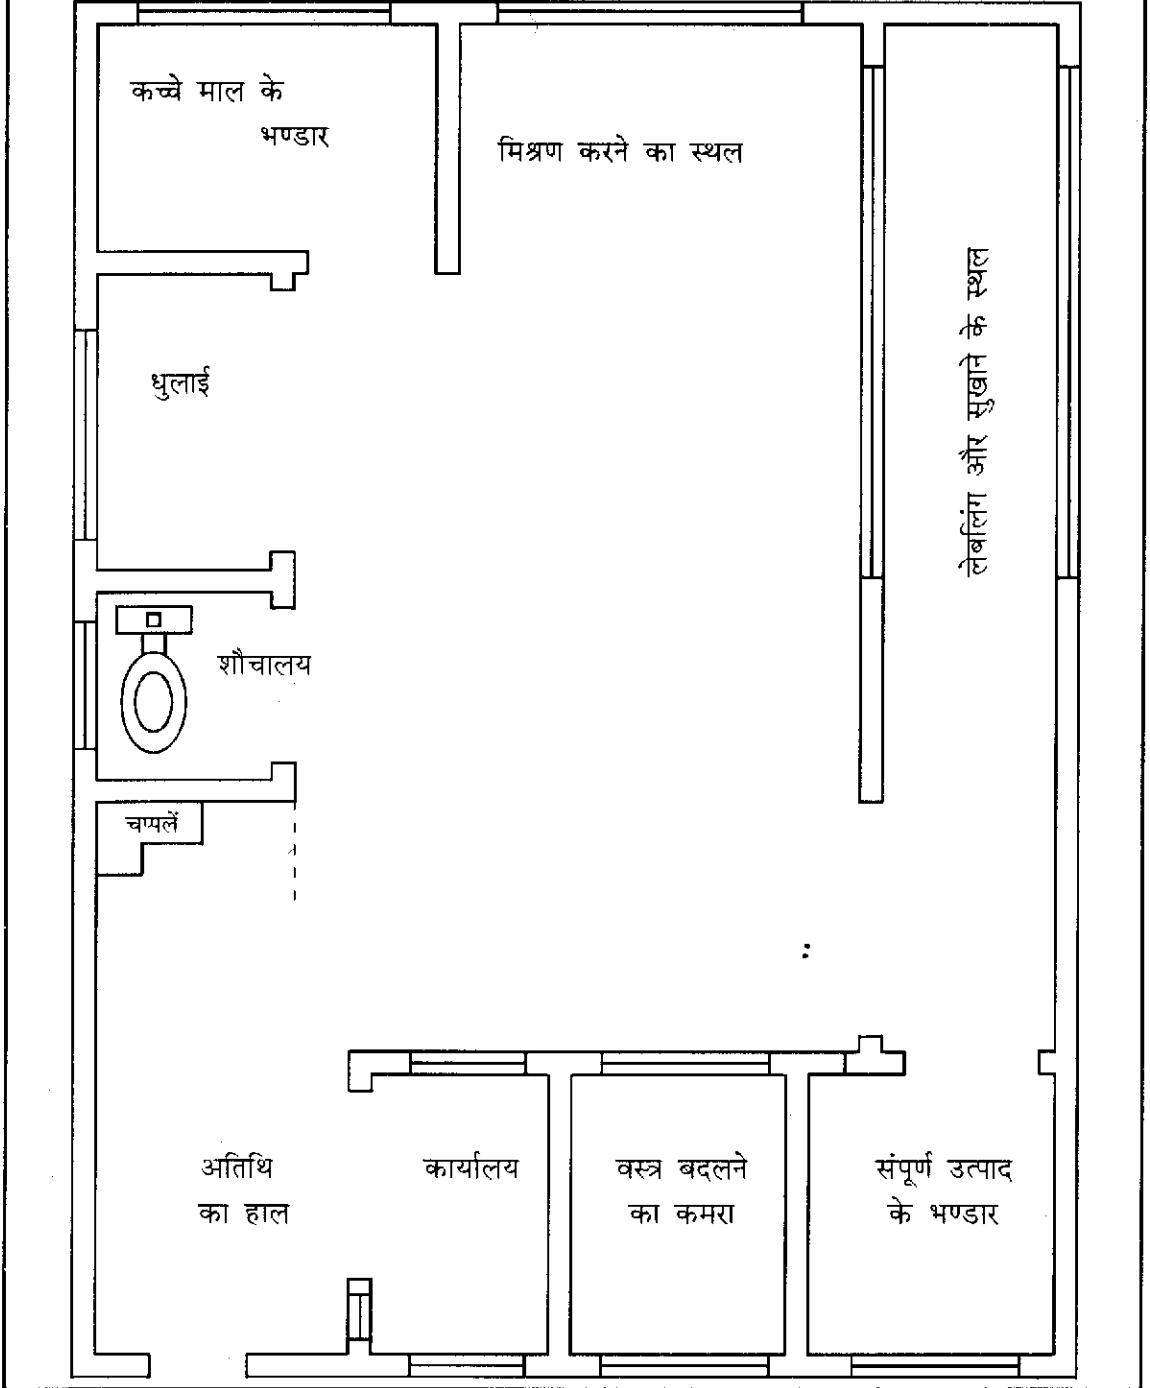 कच्चे माल के
भण्डार
मिश्रण करने का स्थल
लेबलिंग और सुखाने के स्थल
धुलाई
शौचालय
चप्पलें
अतिथि
का हाल
कार्यालय
वस्त्र बदलने
का कमरा
संपूर्ण उत्पाद
के भण्डार